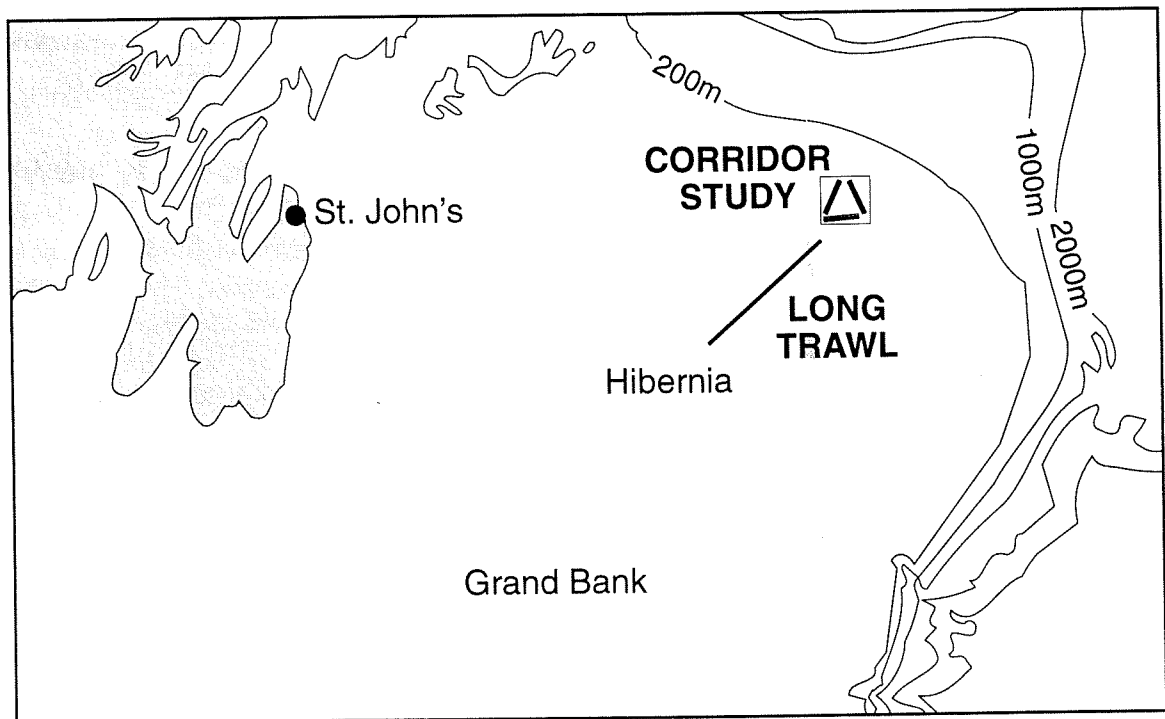 200m
CORRIDOR
STUDY
1000m
St. John's
2000m
LONG
TRAWL
Hibernia
Grand Bank